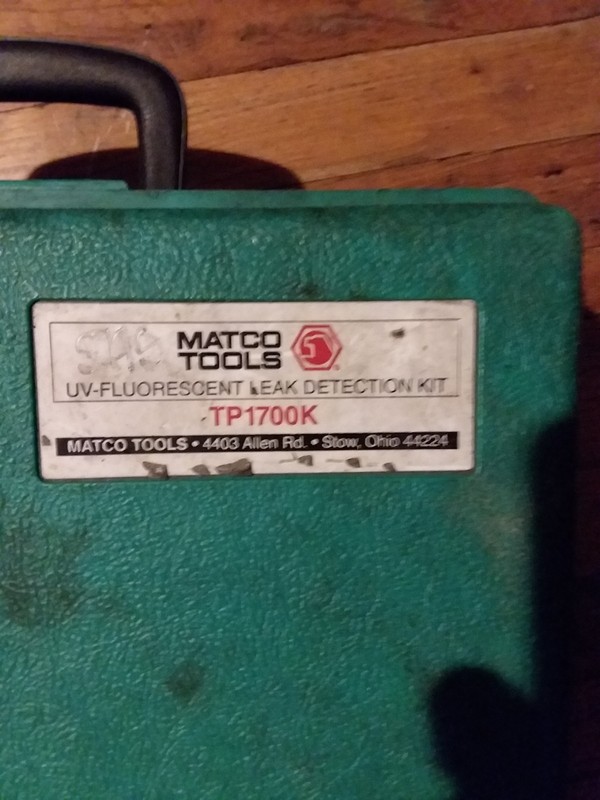 MATCO
TOOLS
UV-FLUORESCENT LEAK DETECTION KIT
TP1700K
MATCO TOOLS • 4403 Allen Rd. • Stow, Ohio 44224